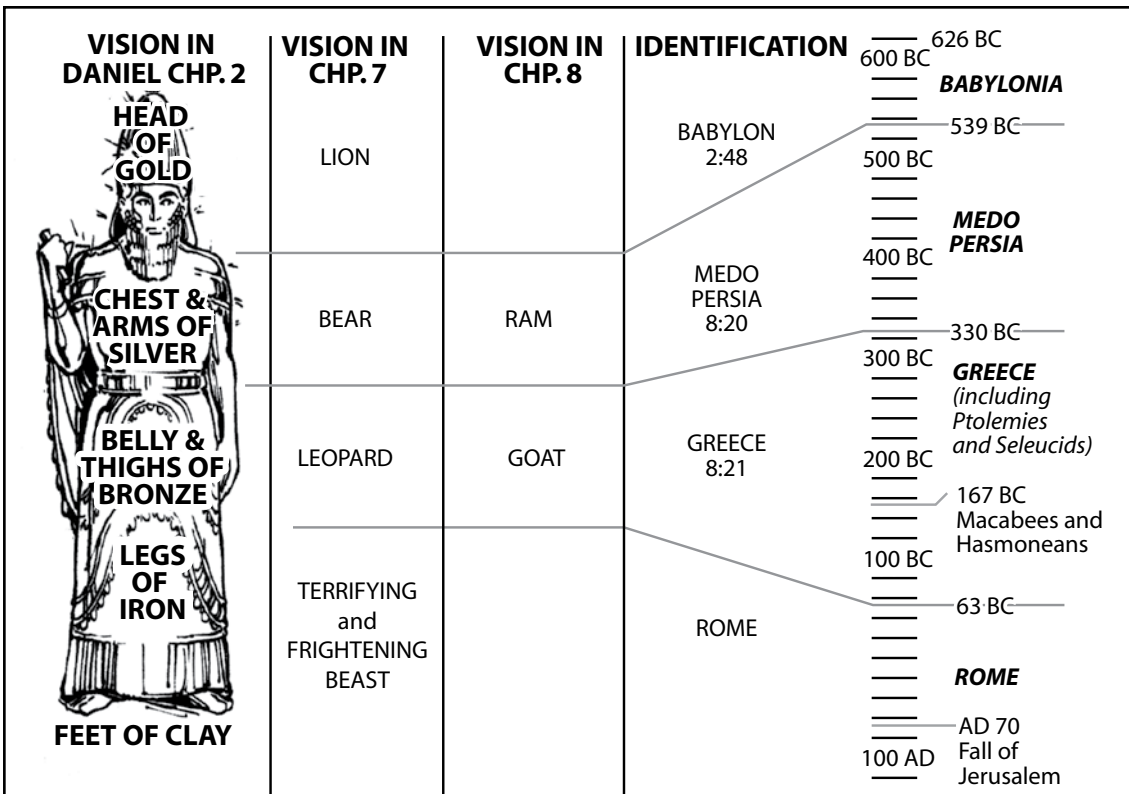 VISION IN
DANIEL CHP. 2
HEAD
OF
GOLD
CHEST &
ARMS OF
SILVER
BELLY &
THIGHS OF
BRONZE
LEGS
OF
IRON
FEET OF CLAY
VISION IN
CHP. 7
LION
BEAR
LEOPARD
TERRIFYING
and
FRIGHTENING
BEAST
VISION IN
CHP. 8
RAM
GOAT
IDENTIFICATION
BABYLON
2:48
MEDO
PERSIA
8:20
GREECE
8:21
ROME
626 BC
600 BC
BABYLONIA
539 BC
500 BC
MEDO
PERSIA
400 BC
330 BC
300 BC
GREECE
(including
Ptolemies
and Seleucids)
200 BC
167 BC
Macabees and
Hasmoneans
100 BC
63 BC
ROME
AD 70
Fall of
Jerusalem
100 AD